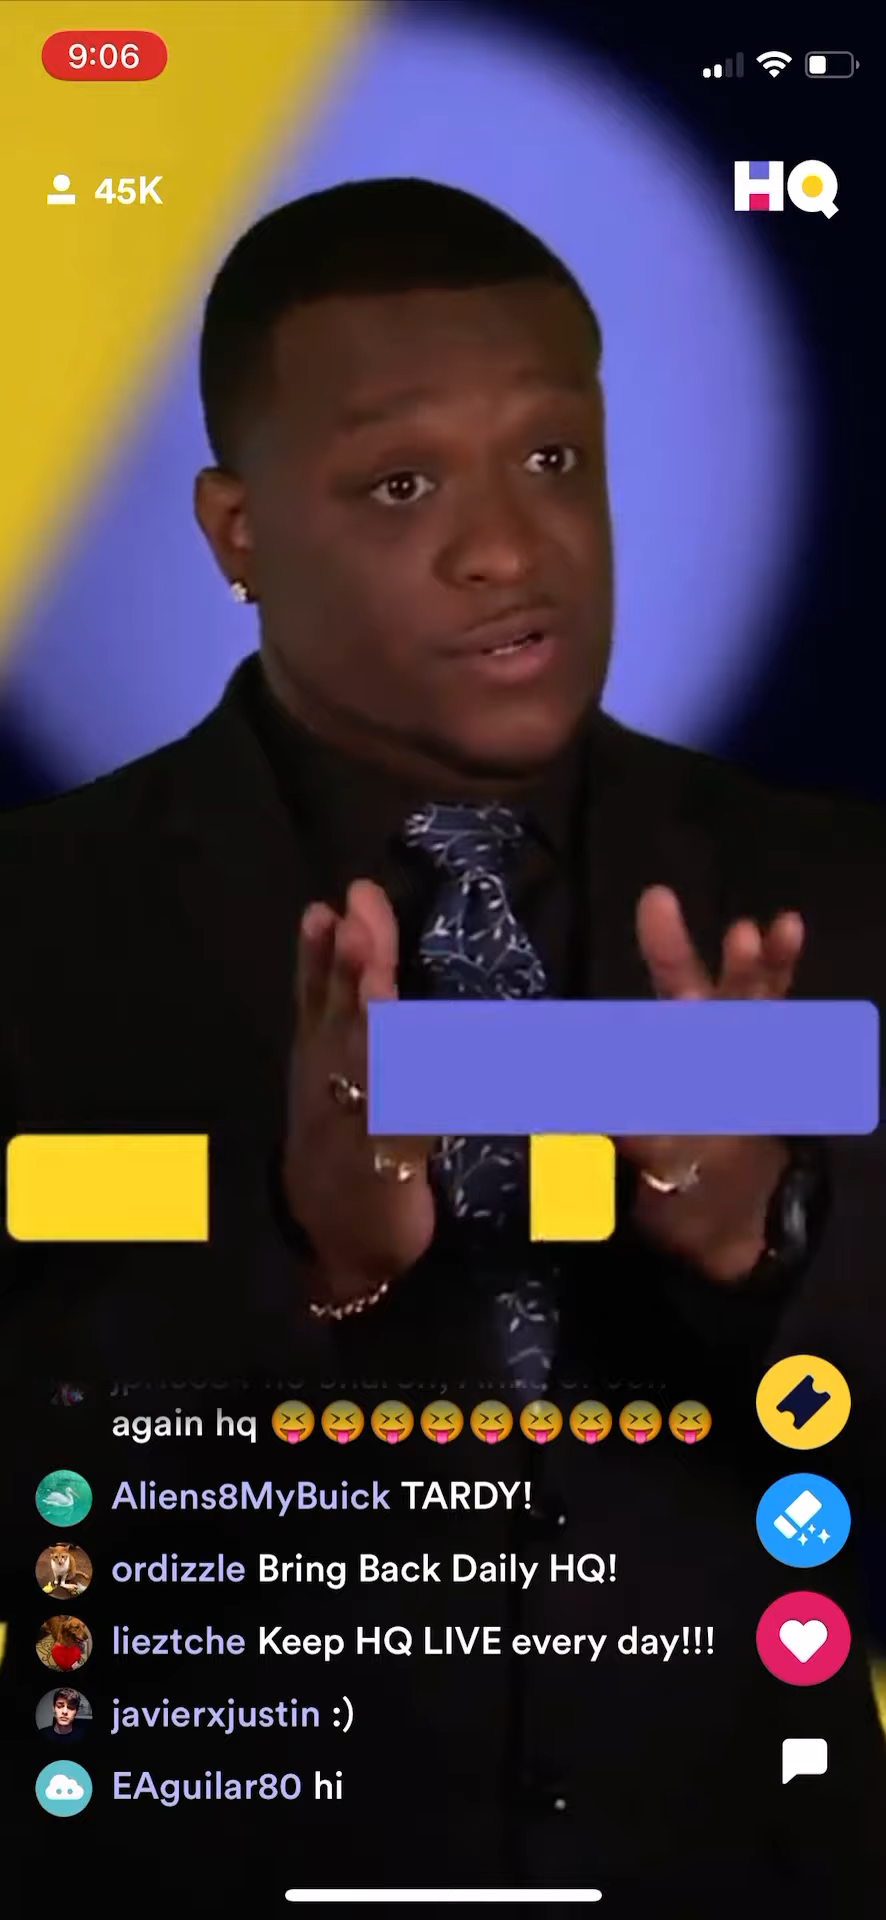 9:06
45K
HQ
again hq 😝😝😝😝😝😝😝😝😝
Aliens8MyBuick TARDY!
ordizzle Bring Back Daily HQ!
lieztche Keep HQ LIVE every day!!!
javierxjustin :)
EAguilar80 hi